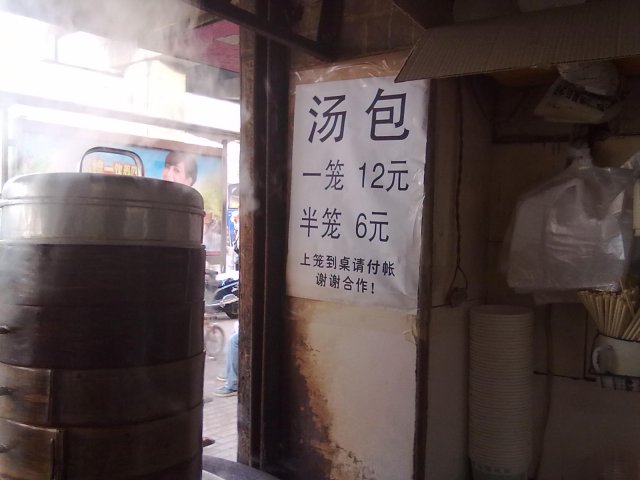 汤包
一笼 12元
半笼 6元
上笼到桌请付帐
谢谢合作！